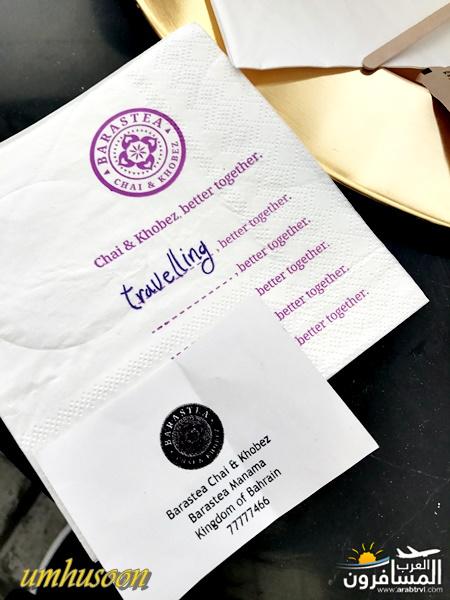 BARASTEA
CHAI & KHOBEZ
Chai & Khobez, better together.
travelling, better together.
, better together.
better together.
better together.
better together.
BARASTEA
CHAI & KHOBEZ
Barastea Chai & Khobez
Barastea Manama
Kingdom of Bahrain
77777466
umhusoon
العرب
المسافرون
www.arabtrvl.com